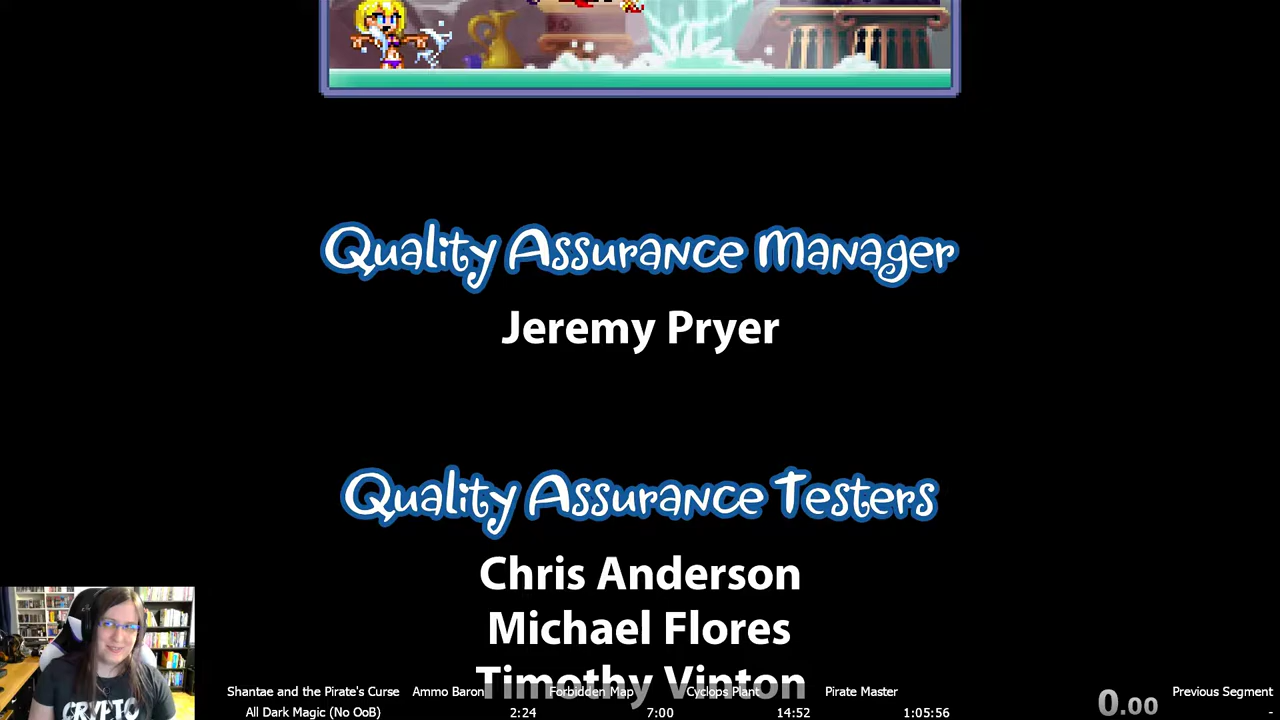 Quality Assurance Manager
Jeremy Pryer
Quality Assurance Testers
Chris Anderson
Michael Flores
Timothy Vinton
Shantae and the Pirate's Curse Ammo Baron Forbidden Map Cyclops Plant Pirate Master 0.00 Previous Segment
All Dark Magic (No OoB) 2:24 7:00 14:52 1:05:56 -
CRYPTO